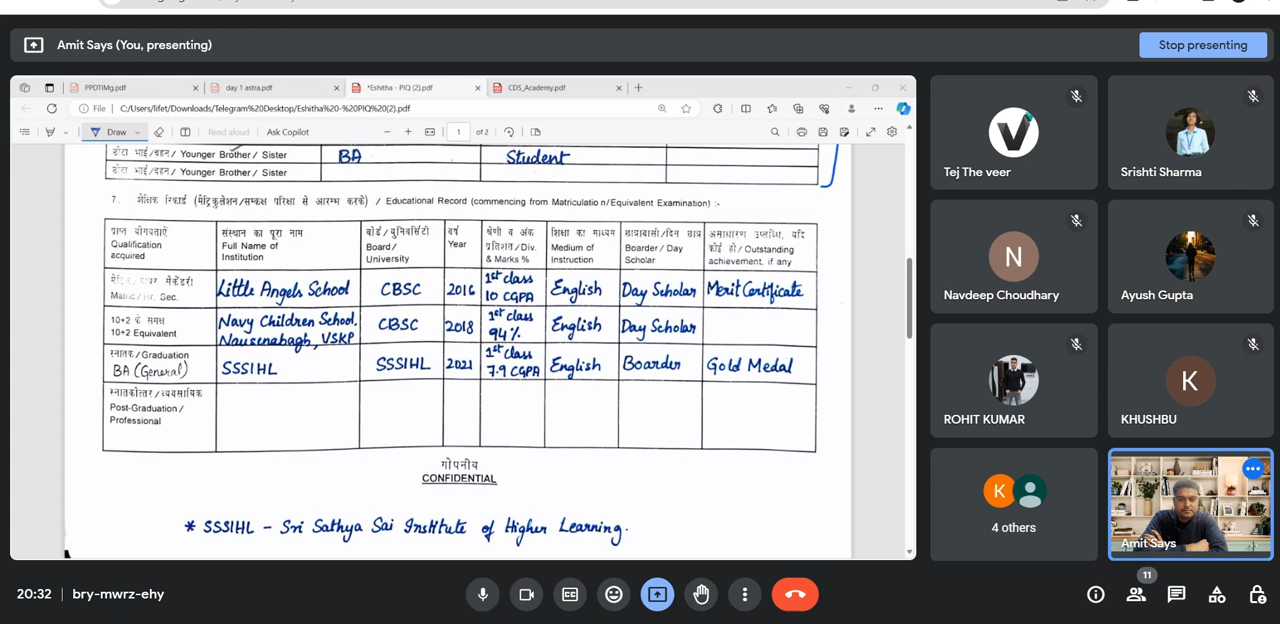 Amit Says (You, presenting)
Stop presenting
PPDTIMg.pdf
day 1 astra.pdf
*Eshitha - PIQ (2).pdf
CDS_Academy.pdf
File
C:/Users/lifet/Downloads/Telegram%20Desktop/Eshitha%20-%20PIQ%20(2).pdf
Draw
Read aloud
Ask Copilot
1 of 2
छोटा भाई/बहन / Younger Brother / Sister BA Student
छोटा भाई/बहन / Younger Brother / Sister
7. शैक्षिक रिकार्ड (मैट्रिकुलेशन/समकक्ष परिक्षा से आरम्भ करके) / Educational Record (commencing from Matriculation/Equivalent Examination) :-
प्राप्त योग्यताऐं
Qualification
acquired
संस्थान का पूरा नाम
Full Name of
Institution
बोर्ड/युनिवर्सिटी
Board /
University
वर्ष
Year
श्रेणी व अंक
प्रतिशत/Div.
& Marks %
शिक्षा का माध्यम
Medium of
Instruction
छात्रावासी/दिन छात्र
Boarder / Day
Scholar
असाधारण उप्लब्धि, यदि
कोई हो/Outstanding
achievement, if any
Little Angels School CBSC 2016 1st class 10 CGPA English Day Scholar Merit Certificate
10+2 के समक्ष
10+2 Equivalent
Navy Children School,
Nausenabagh, VSKP
CBSC 2018 1st class 94% English Day Scholar
स्नातक/Graduation
BA (General) SSSIHL SSSIHL 2021 1st class 7.9 CGPA English Boarder Gold Medal
स्नातकोत्तर/व्यवसायिक
Post-Graduation /
Professional
गोपनीय
CONFIDENTIAL
* SSSIHL - Sri Sathya Sai Institute of Higher Learning.
Tej The veer
Srishti Sharma
N
Navdeep Choudhary
Ayush Gupta
ROHIT KUMAR
K
KHUSHBU
K
4 others
Amit Says
20:32
bry-mwrz-ehy
11